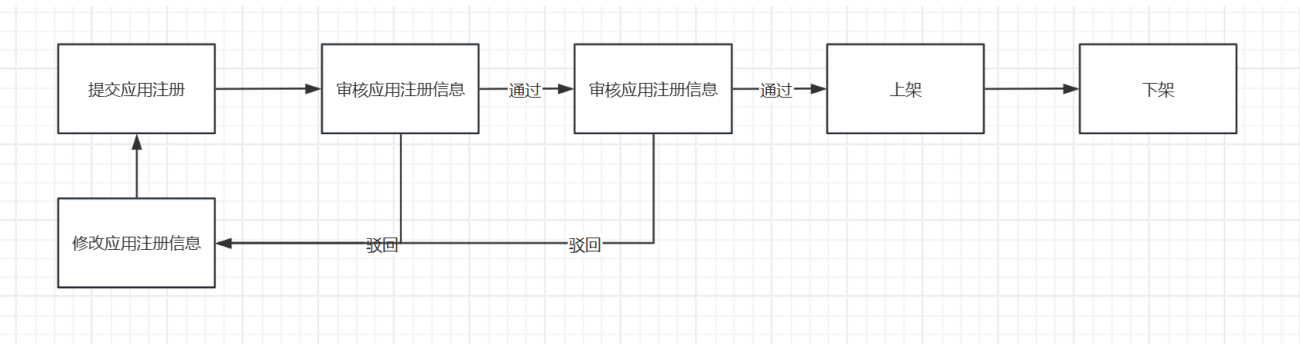 提交应用注册
审核应用注册信息
通过
审核应用注册信息
通过
上架
下架
修改应用注册信息
驳回
驳回